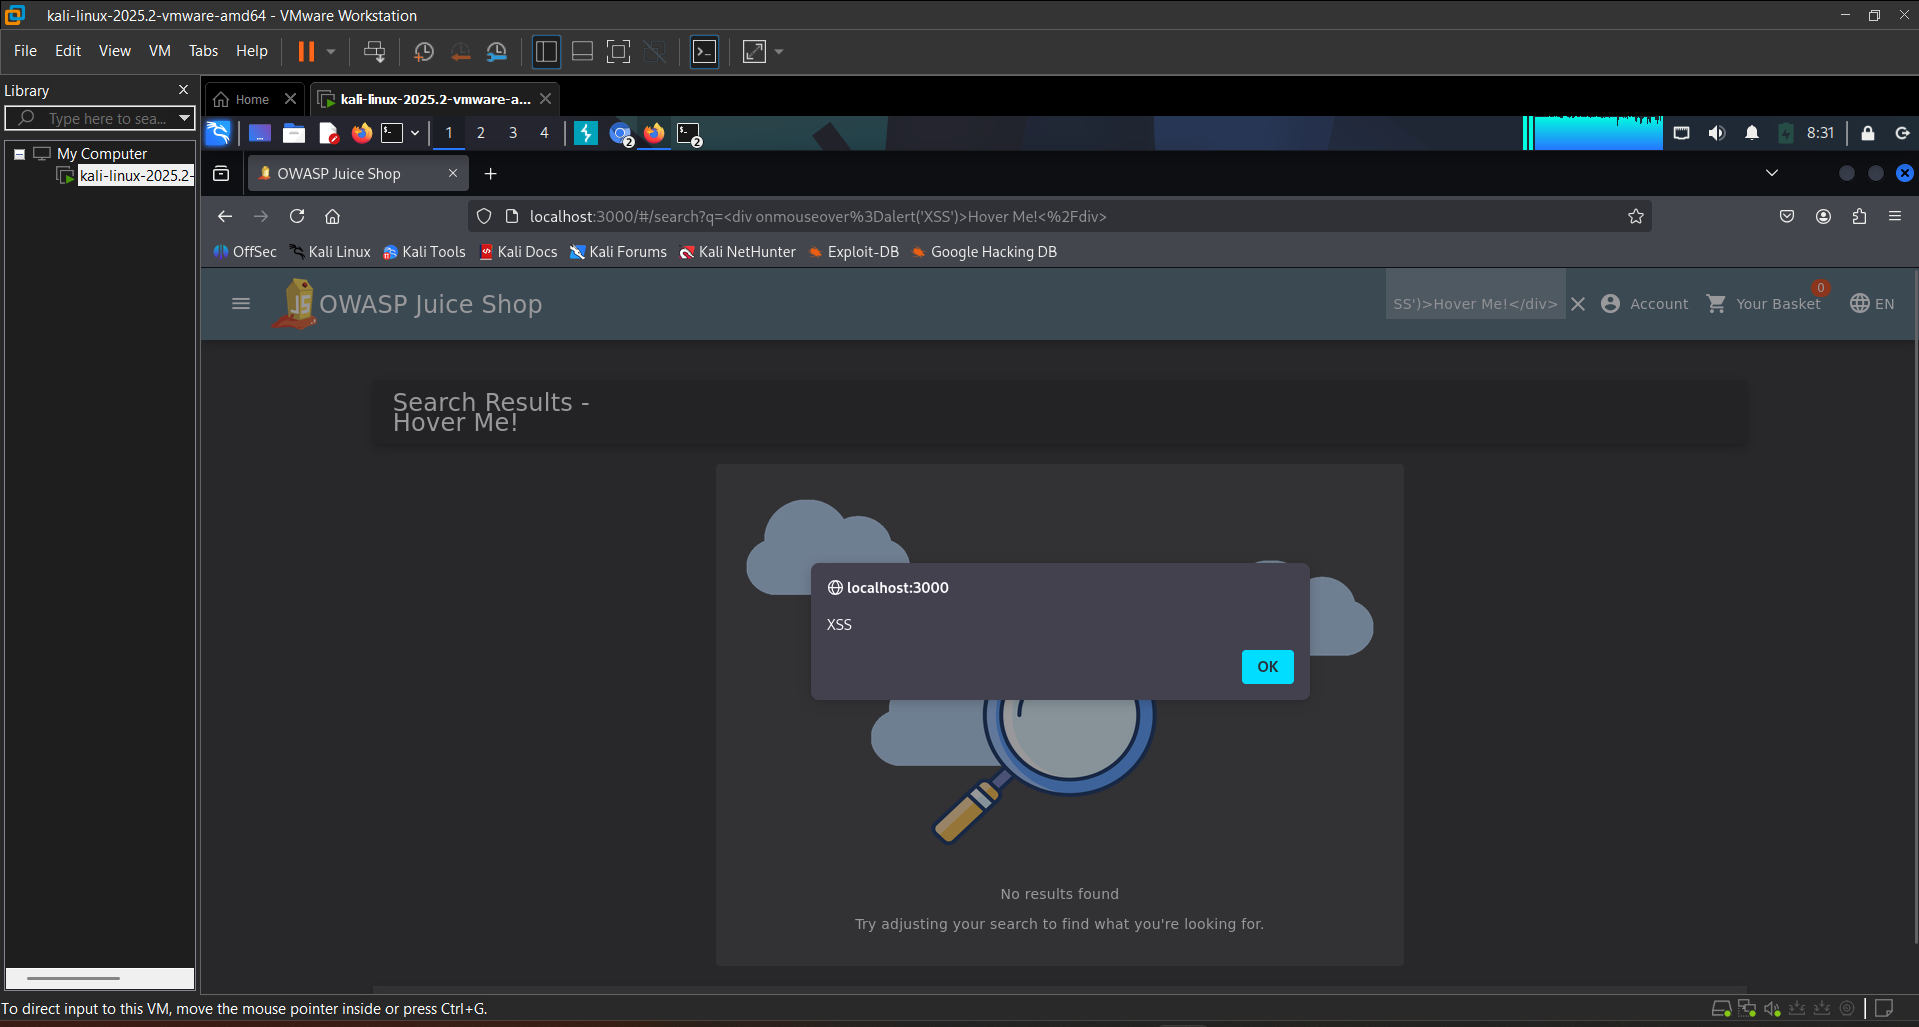 kali-linux-2025.2-vmware-amd64 - VMware Workstation
File Edit View VM Tabs Help
Library
Type here to sea...
My Computer
kali-linux-2025.2-
Home
kali-linux-2025.2-vmware-a...
1 2 3 4
2
2
8:31
OWASP Juice Shop
localhost:3000/#/search?q=<div onmouseover%3Dalert('XSS')>Hover Me!<%2Fdiv>
OffSec Kali Linux Kali Tools Kali Docs Kali Forums Kali NetHunter Exploit-DB Google Hacking DB
OWASP Juice Shop
SS')>Hover Me!</div>
Account
Your Basket
0
EN
Search Results -
Hover Me!
localhost:3000
XSS
OK
No results found
Try adjusting your search to find what you're looking for.
To direct input to this VM, move the mouse pointer inside or press Ctrl+G.